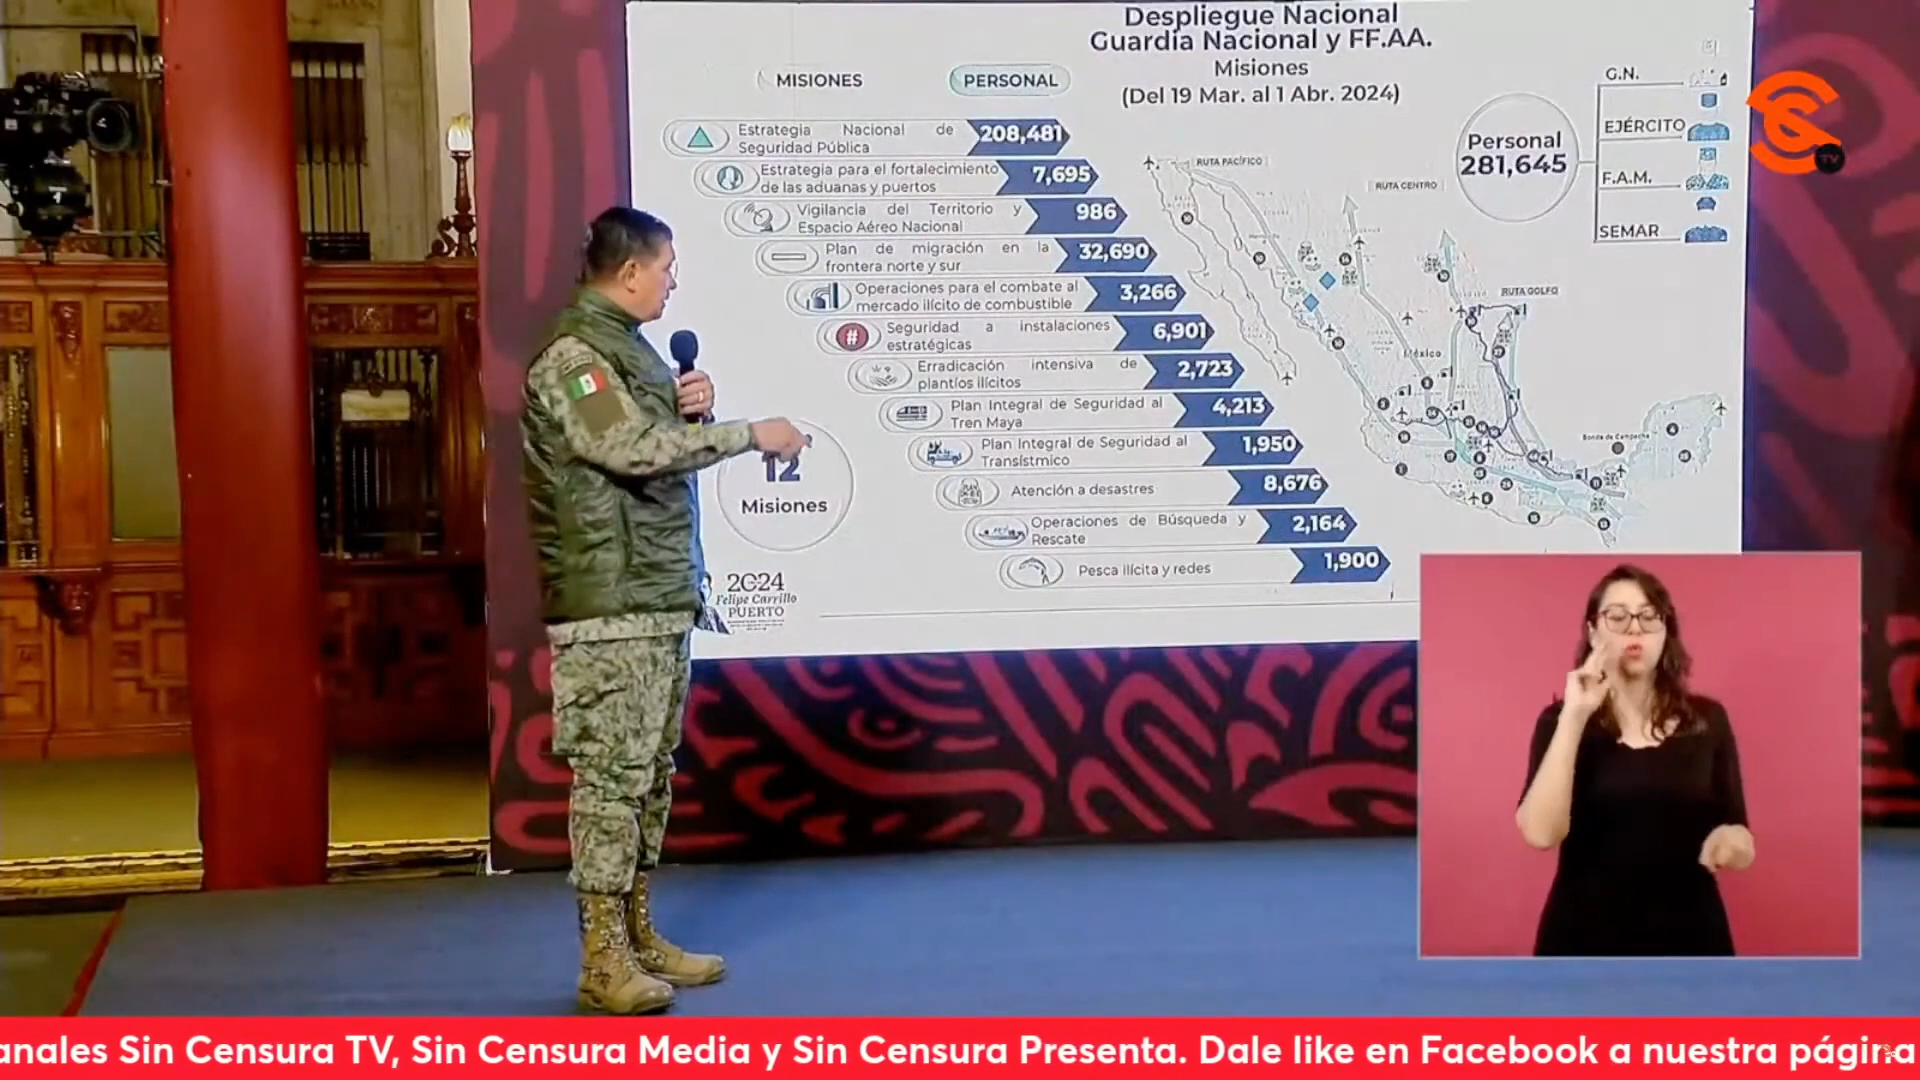 Despliegue Nacional
Guardia Nacional y FF.AA.
Misiones
(Del 19 Mar. al 1 Abr. 2024)
MISIONES
PERSONAL
Estrategia Nacional de
Seguridad Pública
208,481
Estrategia para el fortalecimiento
de las aduanas y puertos
7,695
Vigilancia del Territorio y
Espacio Aéreo Nacional
986
Plan de migración en la
frontera norte y sur
32,690
Operaciones para el combate al
mercado ilícito de combustible
3,266
#
Seguridad a instalaciones
estratégicas
6,901
Erradicación intensiva de
plantíos ilícitos
2,723
Plan Integral de Seguridad al
Tren Maya
4,213
Plan Integral de Seguridad al
Transístmico
1,950
Atención a desastres
8,676
Operaciones de Búsqueda y
Rescate
2,164
Pesca ilícita y redes
1,900
12
Misiones
2024
Felipe Carrillo
PUERTO
Personal
281,645
G.N.
EJÉRCITO
F.A.M.
SEMAR
RUTA PACÍFICO
RUTA CENTRO
RUTA GOLFO
México
Sonda de Campeche
TV
1
anales Sin Censura TV, Sin Censura Media y Sin Censura Presenta. Dale like en Facebook a nuestra página